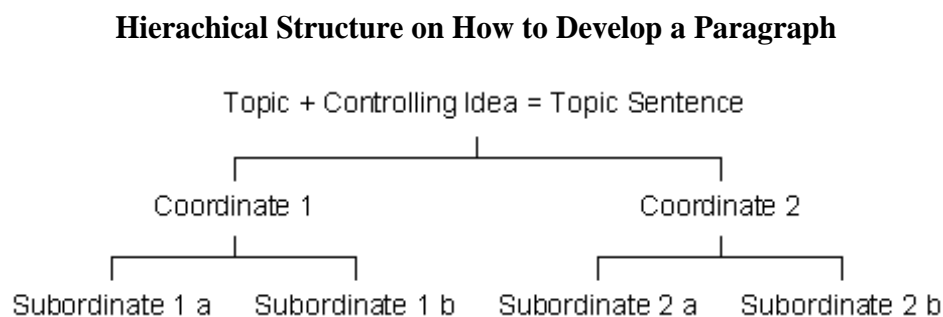 Hierachical Structure on How to Develop a Paragraph
Topic + Controlling Idea = Topic Sentence
Coordinate 1 Coordinate 2
Subordinate 1 a Subordinate 1 b Subordinate 2 a Subordinate 2 b